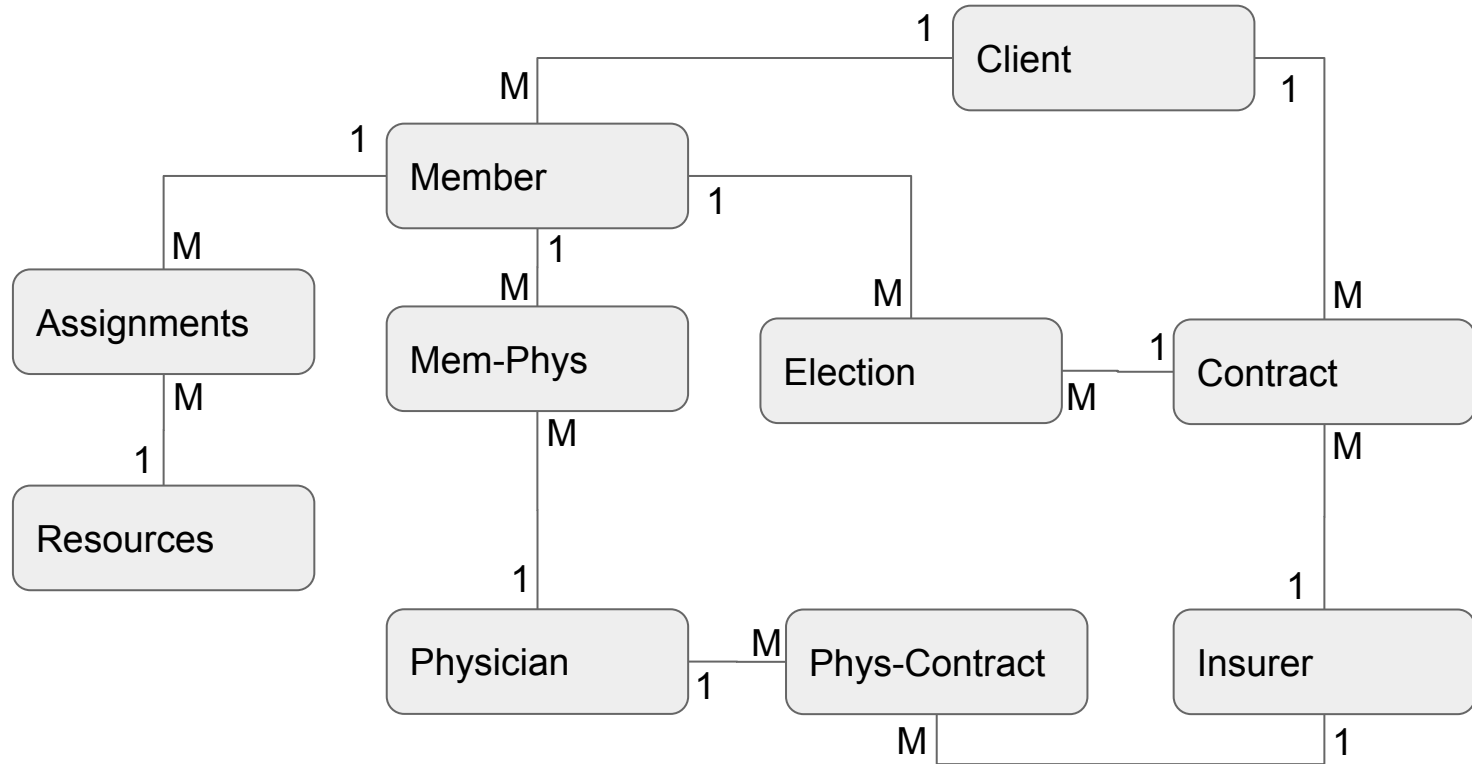 1
Client
M
1
1
Member
1
M
1
M
M
M
Assignments
Mem-Phys
Election
1
Contract
M
M
M
M
1
Resources
1
1
Physician
M
Phys-Contract
Insurer
1
M
1